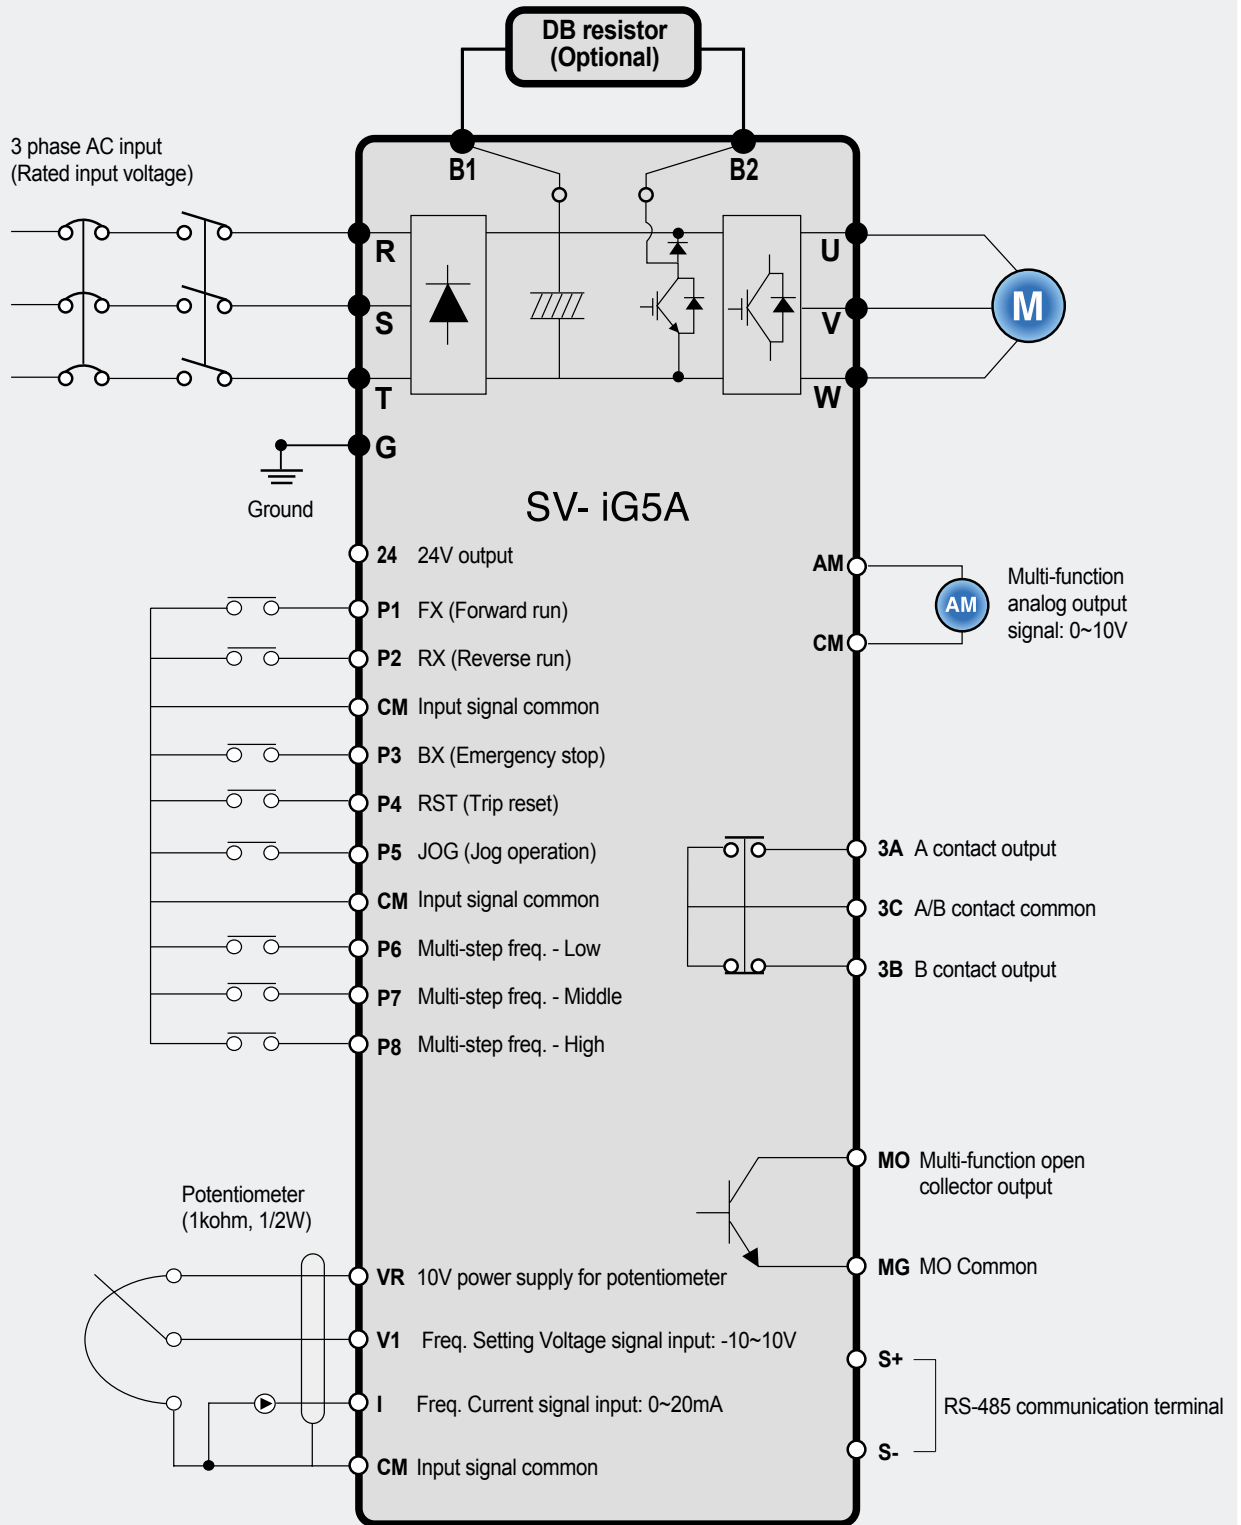 DB resistor
(Optional)
3 phase AC input
(Rated input voltage)
B1
B2
R
U
S
V
M
T
W
G
Ground
SV- iG5A
24 24V output
P1 FX (Forward run)
P2 RX (Reverse run)
CM Input signal common
P3 BX (Emergency stop)
P4 RST (Trip reset)
P5 JOG (Jog operation)
CM Input signal common
P6 Multi-step freq. - Low
P7 Multi-step freq. - Middle
P8 Multi-step freq. - High
AM
AM
CM
Multi-function
analog output
signal: 0~10V
3A A contact output
3C A/B contact common
3B B contact output
MO Multi-function open
collector output
MG MO Common
Potentiometer
(1kohm, 1/2W)
VR 10V power supply for potentiometer
V1 Freq. Setting Voltage signal input: -10~10V
I Freq. Current signal input: 0~20mA
CM Input signal common
S+
RS-485 communication terminal
S-